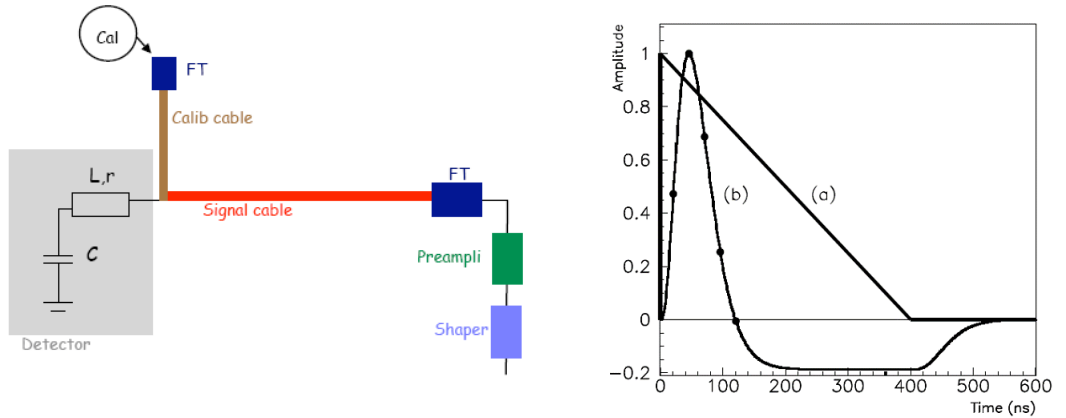 Cal
FT
Calib cable
L,r
FT
Signal cable
C
Preampli
Shaper
Detector
Amplitude
1
0.8
0.6
0.4
0.2
0
−0.2
(b)
(a)
0 100 200 300 400 500 600
Time (ns)